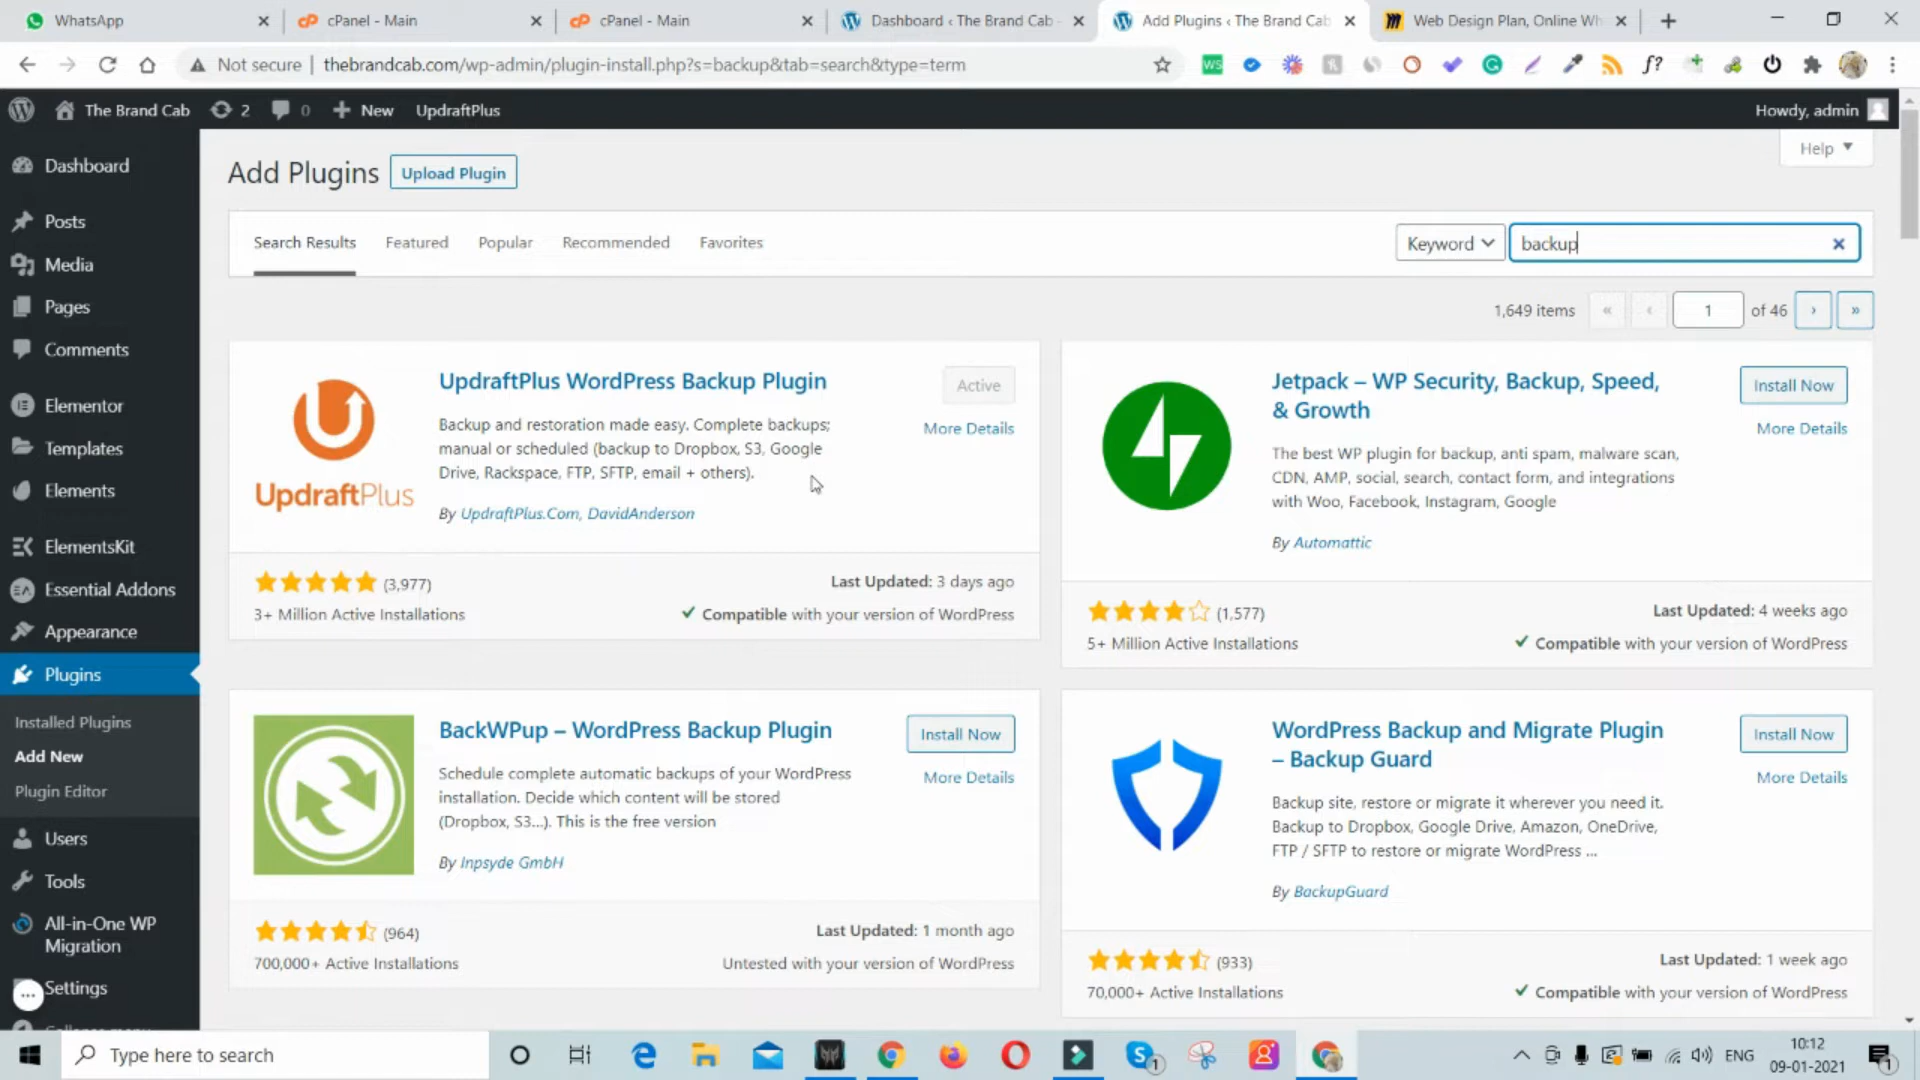 WhatsApp
cPanel - Main
cPanel - Main
Dashboard ‹ The Brand Cab -
Add Plugins ‹ The Brand Cab
Web Design Plan, Online Wh
Not secure | thebrandcab.com/wp-admin/plugin-install.php?s=backup&tab=search&type=term
WS
f?
The Brand Cab
2
0
New
UpdraftPlus
Howdy, admin
Dashboard
Posts
Media
Pages
Comments
Elementor
Templates
Elements
ElementsKit
Essential Addons
Appearance
Plugins
Installed Plugins
Add New
Plugin Editor
Users
Tools
All-in-One WP
Migration
Settings
Collapse menu
Add Plugins
Upload Plugin
Help
Search Results
Featured
Popular
Recommended
Favorites
Keyword
backup
1,649 items
«
‹
1
of 46
›
»
UpdraftPlus
UpdraftPlus WordPress Backup Plugin
Active
More Details
Backup and restoration made easy. Complete backups;
manual or scheduled (backup to Dropbox, S3, Google
Drive, Rackspace, FTP, SFTP, email + others).
By UpdraftPlus.Com, DavidAnderson
(3,977)
3+ Million Active Installations
Last Updated: 3 days ago
Compatible with your version of WordPress
Jetpack – WP Security, Backup, Speed,
& Growth
Install Now
More Details
The best WP plugin for backup, anti spam, malware scan,
CDN, AMP, social, search, contact form, and integrations
with Woo, Facebook, Instagram, Google
By Automattic
(1,577)
5+ Million Active Installations
Last Updated: 4 weeks ago
Compatible with your version of WordPress
BackWPup – WordPress Backup Plugin
Install Now
More Details
Schedule complete automatic backups of your WordPress
installation. Decide which content will be stored
(Dropbox, S3...). This is the free version
By Inpsyde GmbH
(964)
700,000+ Active Installations
Last Updated: 1 month ago
Untested with your version of WordPress
WordPress Backup and Migrate Plugin
– Backup Guard
Install Now
More Details
Backup site, restore or migrate it wherever you need it.
Backup to Dropbox, Google Drive, Amazon, OneDrive,
FTP / SFTP to restore or migrate WordPress ...
By BackupGuard
(933)
70,000+ Active Installations
Last Updated: 1 week ago
Compatible with your version of WordPress
Type here to search
1
ENG
10:12
09-01-2021
1